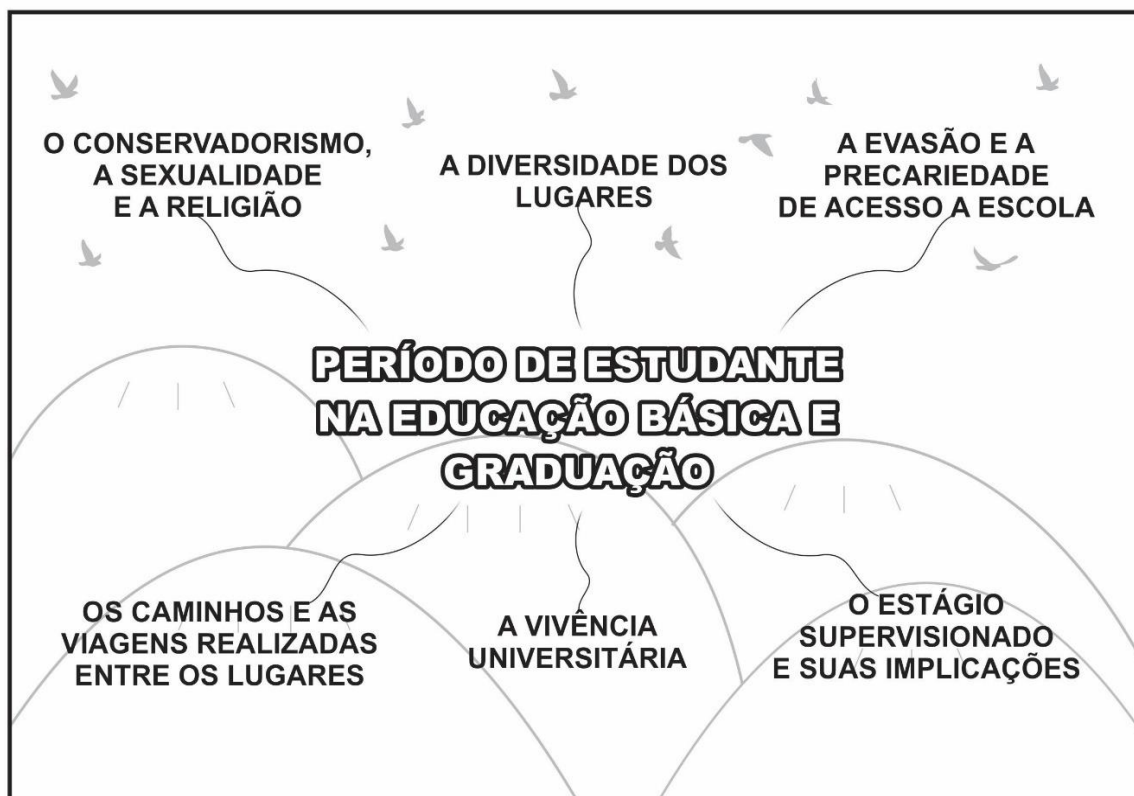 O CONSERVADORISMO,
A SEXUALIDADE
E A RELIGIÃO
A DIVERSIDADE DOS
LUGARES
A EVASÃO E A
PRECARIEDADE
DE ACESSO A ESCOLA
PERÍODO DE ESTUDANTE
NA EDUCAÇÃO BÁSICA E
GRADUAÇÃO
OS CAMINHOS E AS
VIAGENS REALIZADAS
ENTRE OS LUGARES
A VIVÊNCIA
UNIVERSITÁRIA
O ESTÁGIO
SUPERVISIONADO
E SUAS IMPLICAÇÕES